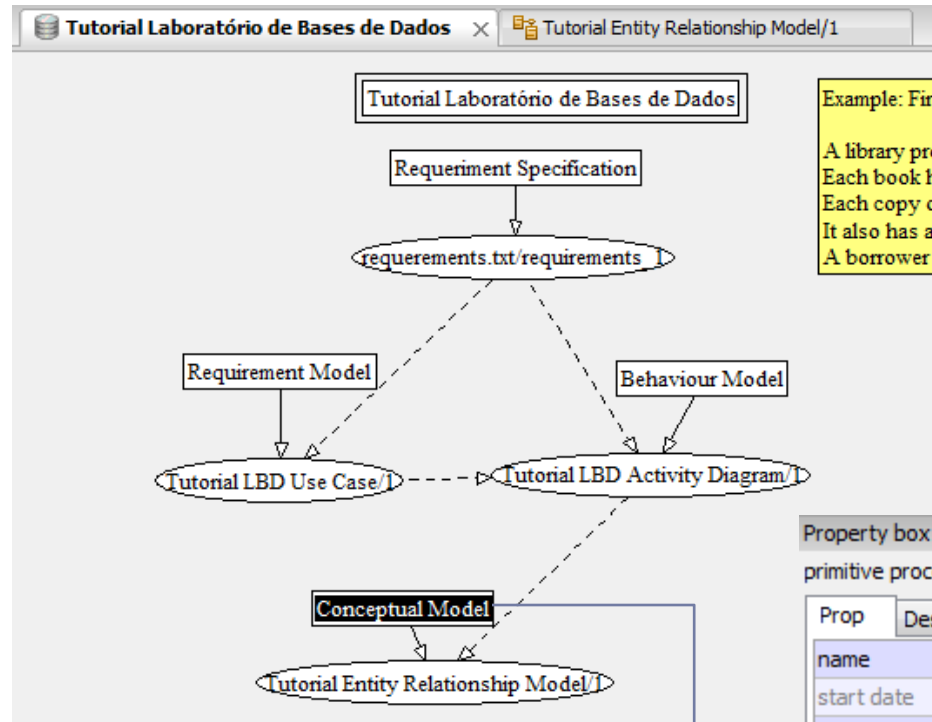 Tutorial Laboratório de Bases de Dados
Tutorial Entity Relationship Model/1
Tutorial Laboratório de Bases de Dados
Example:
A library
Each book
Each copy
It also has
A borrower
Requeriment Specification
requerements.txt/requirements_1
Requirement Model
Behaviour Model
Tutorial LBD Use Case/1
Tutorial LBD Activity Diagram/1
Conceptual Model
Tutorial Entity Relationship Model/1
Property box
primitive
Prop
name
start date